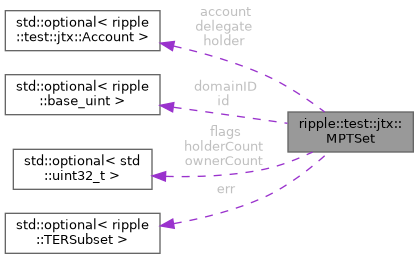 std::optional< ripple
::test::jtx::Account >
account
delegate
holder
std::optional< ripple
::base_uint >
domainID
id
ripple::test::jtx::
MPTSet
std::optional< std
::uint32_t >
flags
holderCount
ownerCount
std::optional< ripple
::TERSubset >
err